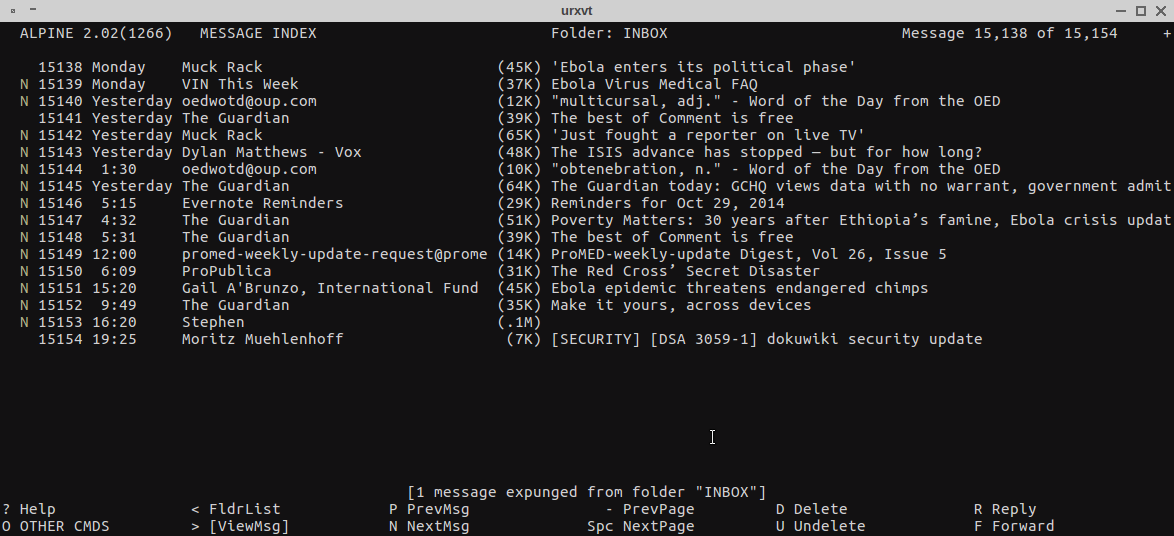 urxvt
ALPINE 2.02(1266)   MESSAGE INDEX   Folder: INBOX   Message 15,138 of 15,154   +
15138 Monday    Muck Rack   (45K) 'Ebola enters its political phase'
N 15139 Monday    VIN This Week   (37K) Ebola Virus Medical FAQ
N 15140 Yesterday oedwotd@oup.com   (12K) "multicursal, adj." - Word of the Day from the OED
15141 Yesterday The Guardian   (39K) The best of Comment is free
N 15142 Yesterday Muck Rack   (65K) 'Just fought a reporter on live TV'
N 15143 Yesterday Dylan Matthews - Vox   (48K) The ISIS advance has stopped – but for how long?
N 15144  1:30     oedwotd@oup.com   (10K) "obtenebration, n." - Word of the Day from the OED
N 15145 Yesterday The Guardian   (64K) The Guardian today: GCHQ views data with no warrant, government admit
N 15146  5:15     Evernote Reminders   (29K) Reminders for Oct 29, 2014
N 15147  4:32     The Guardian   (51K) Poverty Matters: 30 years after Ethiopia’s famine, Ebola crisis updat
N 15148  5:31     The Guardian   (39K) The best of Comment is free
N 15149 12:00     promed-weekly-update-request@prome (14K) ProMED-weekly-update Digest, Vol 26, Issue 5
N 15150  6:09     ProPublica   (31K) The Red Cross’ Secret Disaster
N 15151 15:20     Gail A'Brunzo, International Fund  (45K) Ebola epidemic threatens endangered chimps
N 15152  9:49     The Guardian   (35K) Make it yours, across devices
N 15153 16:20     Stephen   (.1M)
15154 19:25     Moritz Muehlenhoff   (7K) [SECURITY] [DSA 3059-1] dokuwiki security update
[1 message expunged from folder "INBOX"]
? Help   < FldrList   P PrevMsg   - PrevPage   D Delete   R Reply
O OTHER CMDS   > [ViewMsg]   N NextMsg   Spc NextPage   U Undelete   F Forward